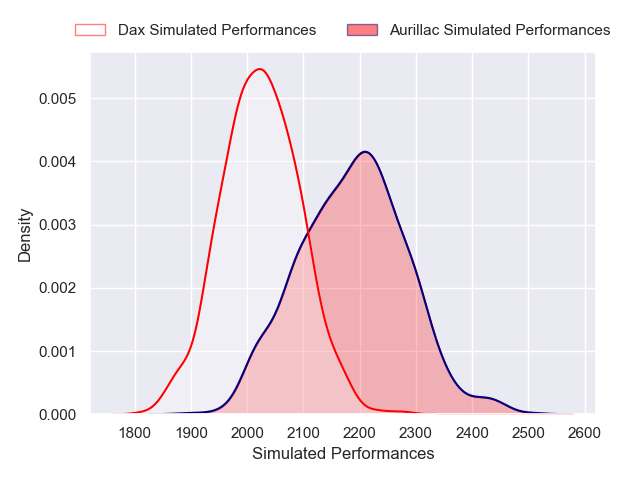 Dax Simulated Performances
Aurillac Simulated Performances
Density
0.005
0.004
0.003
0.002
0.001
0.000
1800 1900 2000 2100 2200 2300 2400 2500 2600
Simulated Performances